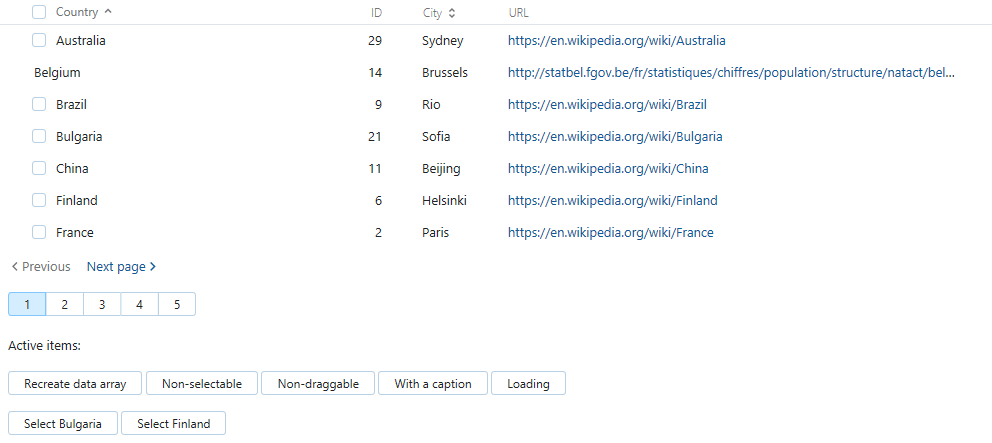 Country ID City URL
Australia 29 Sydney https://en.wikipedia.org/wiki/Australia
Belgium 14 Brussels http://statbel.fgov.be/fr/statistiques/chiffres/population/structure/natact/bel...
Brazil 9 Rio https://en.wikipedia.org/wiki/Brazil
Bulgaria 21 Sofia https://en.wikipedia.org/wiki/Bulgaria
China 11 Beijing https://en.wikipedia.org/wiki/China
Finland 6 Helsinki https://en.wikipedia.org/wiki/Finland
France 2 Paris https://en.wikipedia.org/wiki/France
Previous Next page
1 2 3 4 5
Active items:
Recreate data array Non-selectable Non-draggable With a caption Loading
Select Bulgaria Select Finland